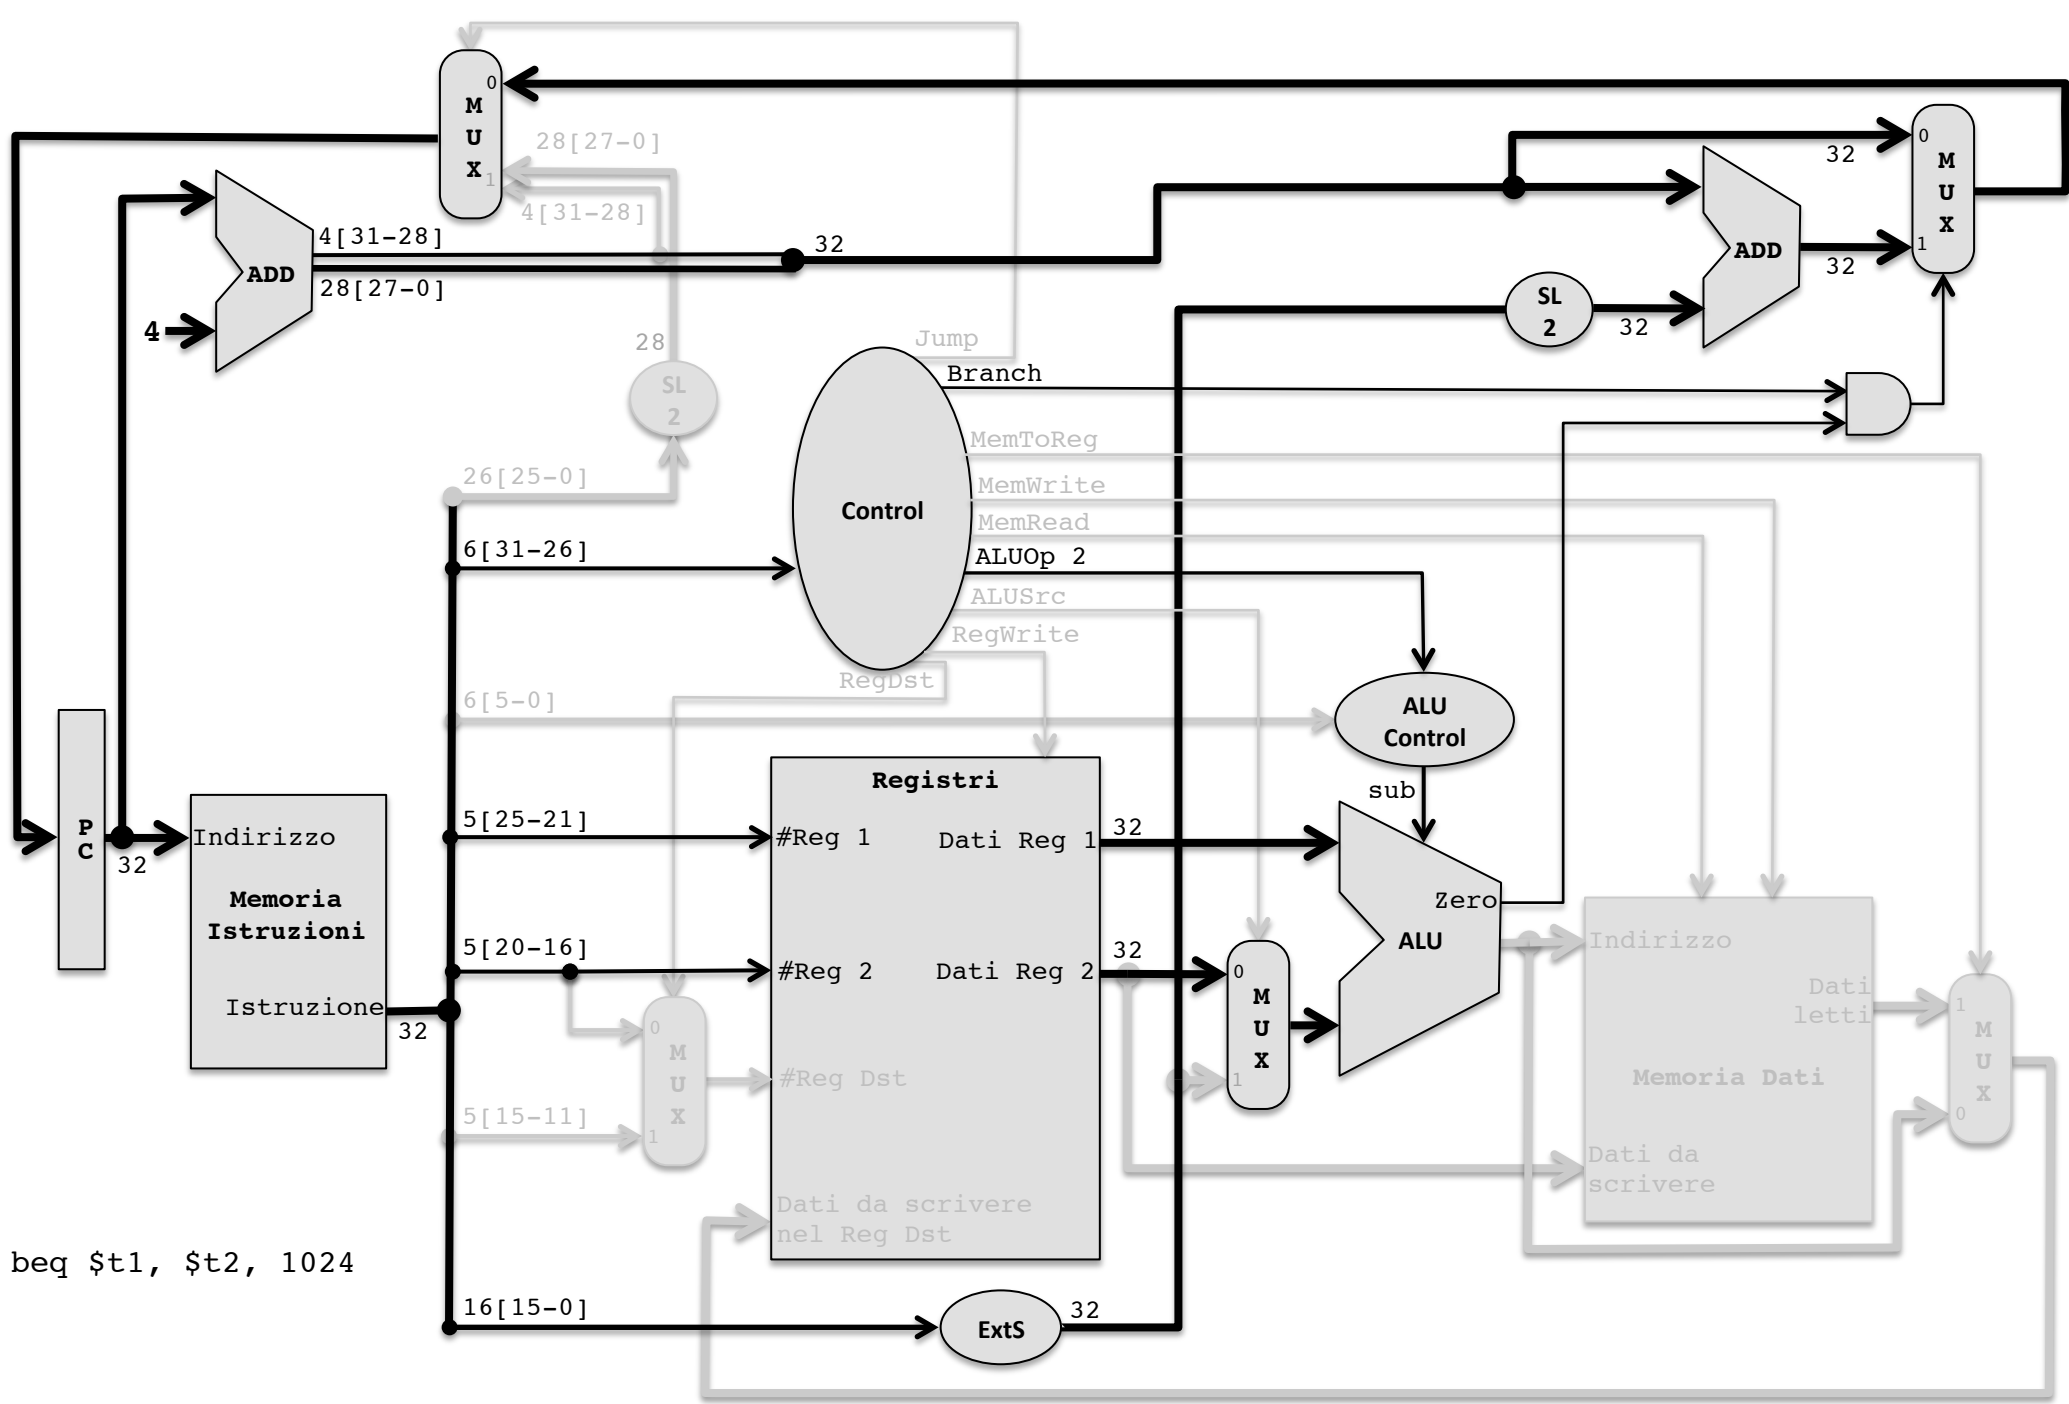 0
M
U
X
1
28[27-0]
4[31-28]
0
M
U
X
1
32
32
ADD
4
4[31-28]
28[27-0]
32
ADD
SL
2
32
28
SL
2
Jump
Branch
MemToReg
MemWrite
MemRead
ALUOp 2
ALUSrc
RegWrite
RegDst
Control
26[25-0]
6[31-26]
6[5-0]
ALU
Control
sub
P
C
32
Indirizzo
Memoria
Istruzioni
Istruzione
32
5[25-21]
5[20-16]
5[15-11]
16[15-0]
0
M
U
X
1
Registri
#Reg 1
Dati Reg 1
#Reg 2
Dati Reg 2
#Reg Dst
Dati da scrivere
nel Reg Dst
32
32
0
M
U
X
1
Zero
ALU
Indirizzo
Dati
letti
Memoria Dati
Dati da
scrivere
1
M
U
X
0
beq $t1, $t2, 1024
ExtS
32